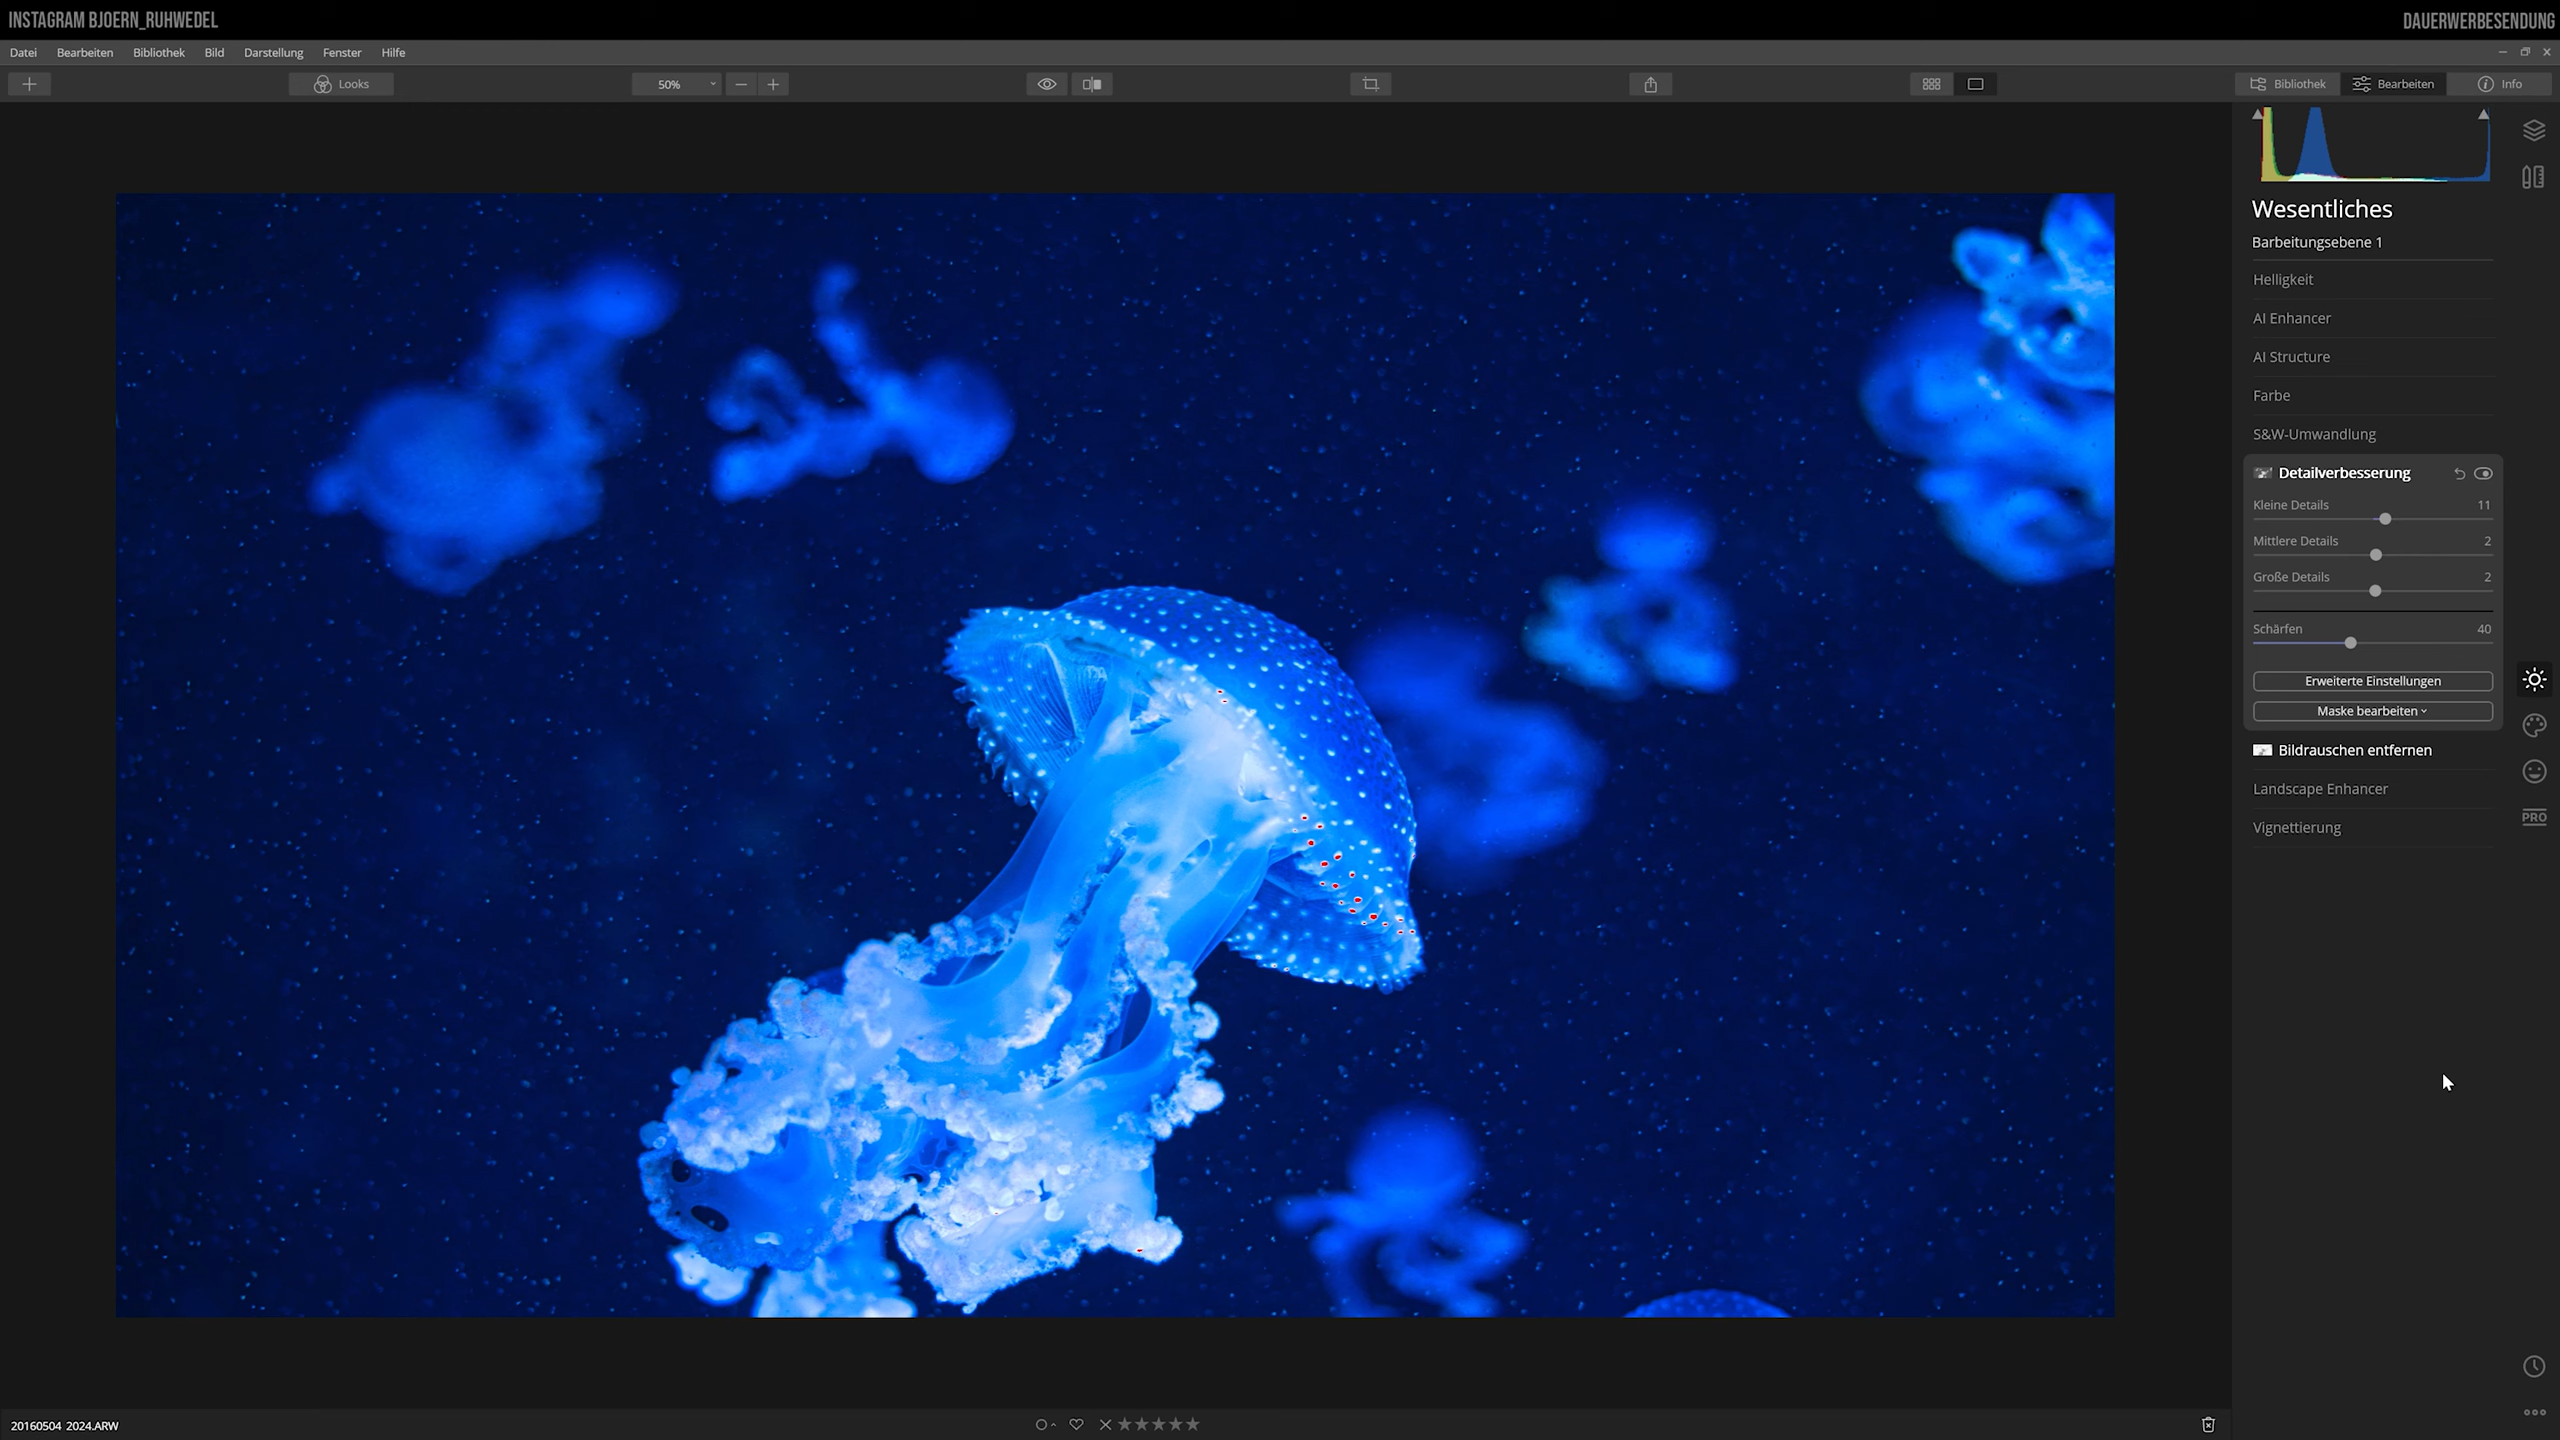 INSTAGRAM BJOERN_RUHWEDEL
DAUERWERBESENDUNG
Datei Bearbeiten Bibliothek Bild Darstellung Fenster Hilfe
Looks 50% Bibliothek Bearbeiten Info
Wesentliches
Barbeitungsebene 1
Helligkeit
AI Enhancer
AI Structure
Farbe
S&W-Umwandlung
Detailverbesserung
Kleine Details 11
Mittlere Details 2
Große Details 2
Schärfen 40
Erweiterte Einstellungen
Maske bearbeiten
Bildrauschen entfernen
Landscape Enhancer
PRO
Vignettierung
20160504 2024.ARW